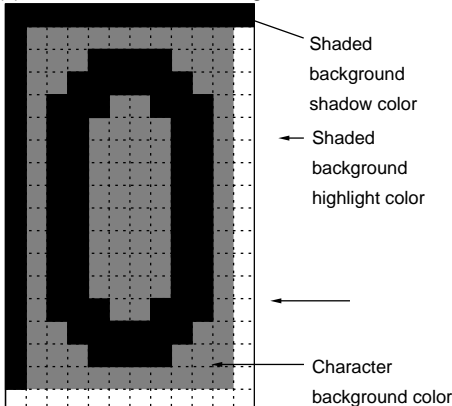 Shaded
background
shadow color
Shaded
background
highlight color
Character
background color